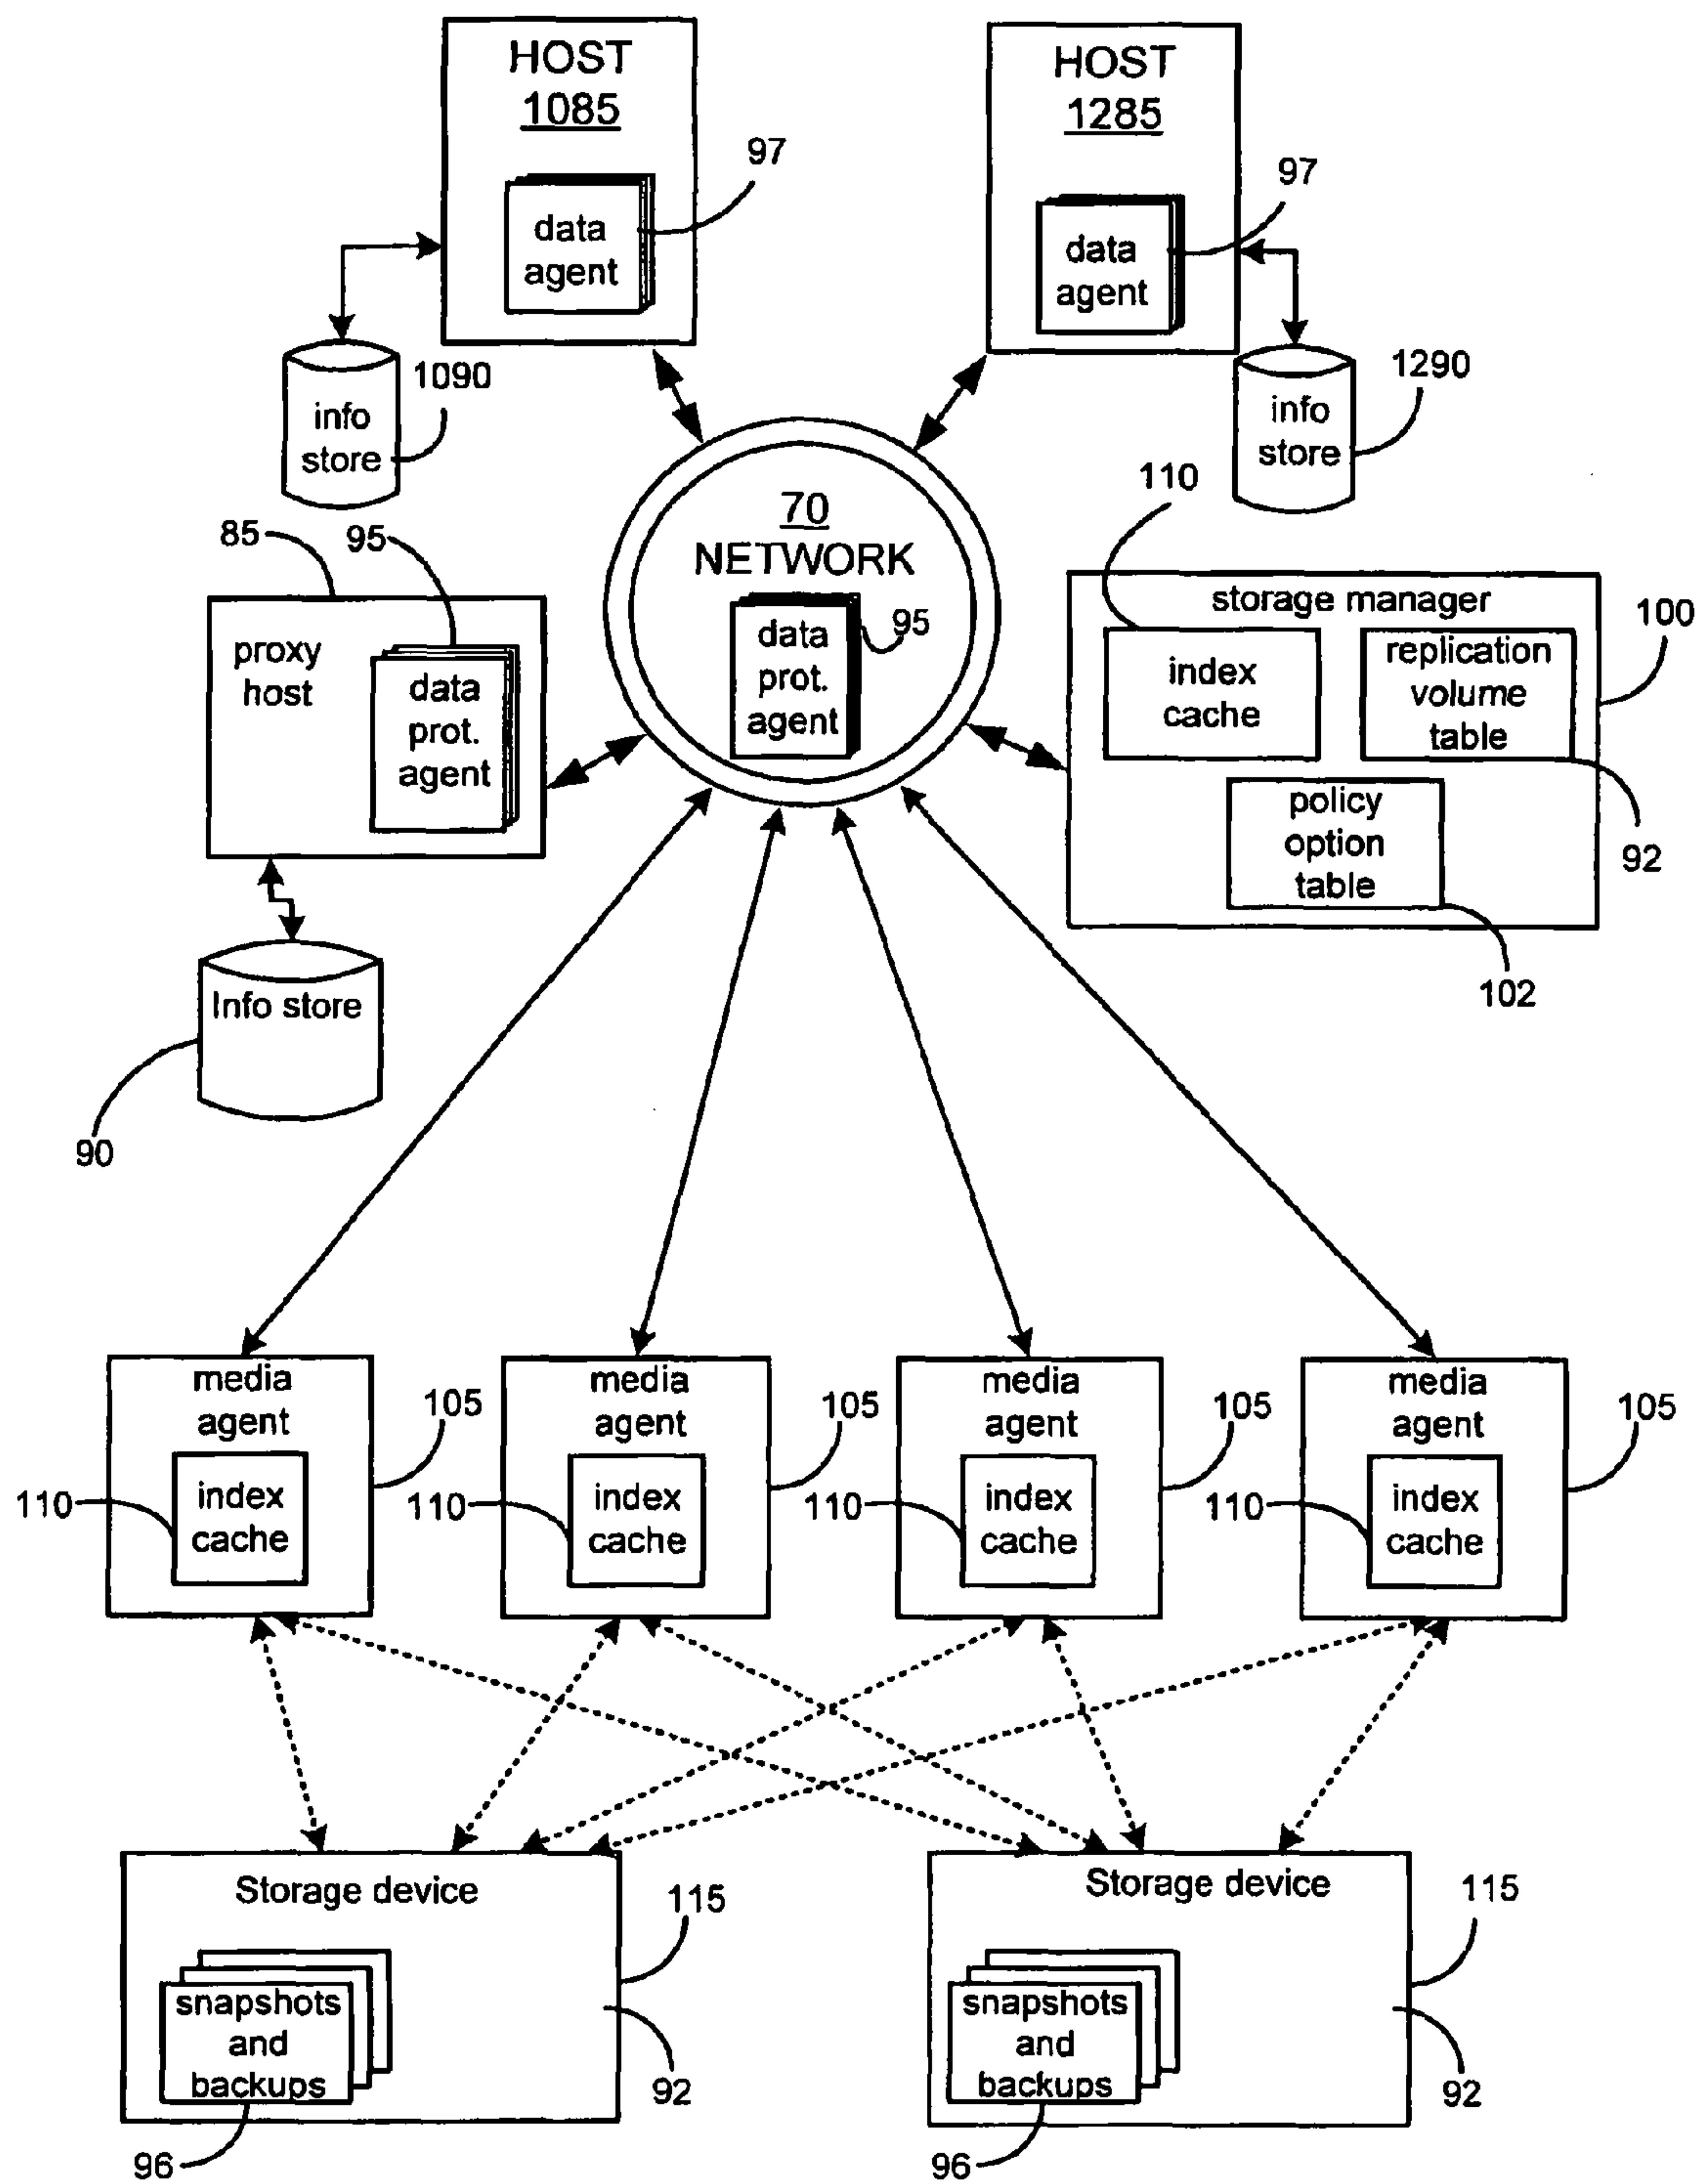 HOST
1085
HOST
1285
97
97
data
agent
data
agent
1090
info
store
1290
info
store
110
85
95
70
NETWORK
data
prot.
agent
95
proxy
host
data
prot.
agent
storage manager
100
index
cache
replication
volume
table
policy
option
table
92
102
Info store
90
media
agent
105
index
cache
110
media
agent
105
index
cache
110
media
agent
105
index
cache
110
media
agent
105
index
cache
110
Storage device
115
snapshots
and
backups
92
96
Storage device
115
snapshots
and
backups
92
96